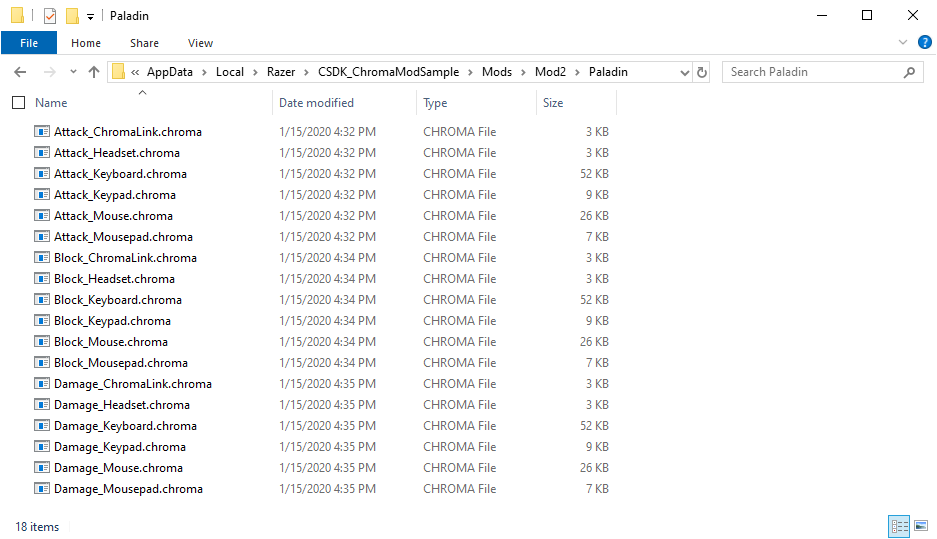 Paladin
File Home Share View
« AppData > Local > Razer > CSDK_ChromaModSample > Mods > Mod2 > Paladin Search Paladin
Name Date modified Type Size
Attack_ChromaLink.chroma 1/15/2020 4:32 PM CHROMA File 3 KB
Attack_Headset.chroma 1/15/2020 4:32 PM CHROMA File 3 KB
Attack_Keyboard.chroma 1/15/2020 4:32 PM CHROMA File 52 KB
Attack_Keypad.chroma 1/15/2020 4:32 PM CHROMA File 9 KB
Attack_Mouse.chroma 1/15/2020 4:32 PM CHROMA File 26 KB
Attack_Mousepad.chroma 1/15/2020 4:32 PM CHROMA File 7 KB
Block_ChromaLink.chroma 1/15/2020 4:34 PM CHROMA File 3 KB
Block_Headset.chroma 1/15/2020 4:34 PM CHROMA File 3 KB
Block_Keyboard.chroma 1/15/2020 4:34 PM CHROMA File 52 KB
Block_Keypad.chroma 1/15/2020 4:34 PM CHROMA File 9 KB
Block_Mouse.chroma 1/15/2020 4:34 PM CHROMA File 26 KB
Block_Mousepad.chroma 1/15/2020 4:34 PM CHROMA File 7 KB
Damage_ChromaLink.chroma 1/15/2020 4:35 PM CHROMA File 3 KB
Damage_Headset.chroma 1/15/2020 4:35 PM CHROMA File 3 KB
Damage_Keyboard.chroma 1/15/2020 4:35 PM CHROMA File 52 KB
Damage_Keypad.chroma 1/15/2020 4:35 PM CHROMA File 9 KB
Damage_Mouse.chroma 1/15/2020 4:35 PM CHROMA File 26 KB
Damage_Mousepad.chroma 1/15/2020 4:35 PM CHROMA File 7 KB
18 items